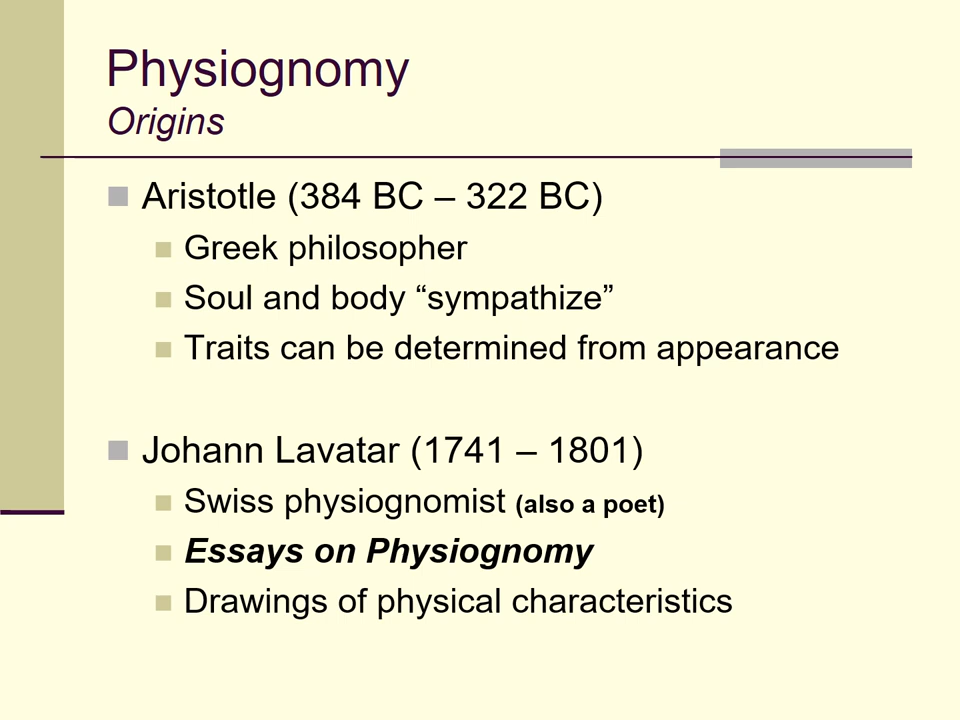 Physiognomy
Origins
Aristotle (384 BC – 322 BC)
Greek philosopher
Soul and body “sympathize”
Traits can be determined from appearance
Johann Lavatar (1741 – 1801)
Swiss physiognomist (also a poet)
Essays on Physiognomy
Drawings of physical characteristics